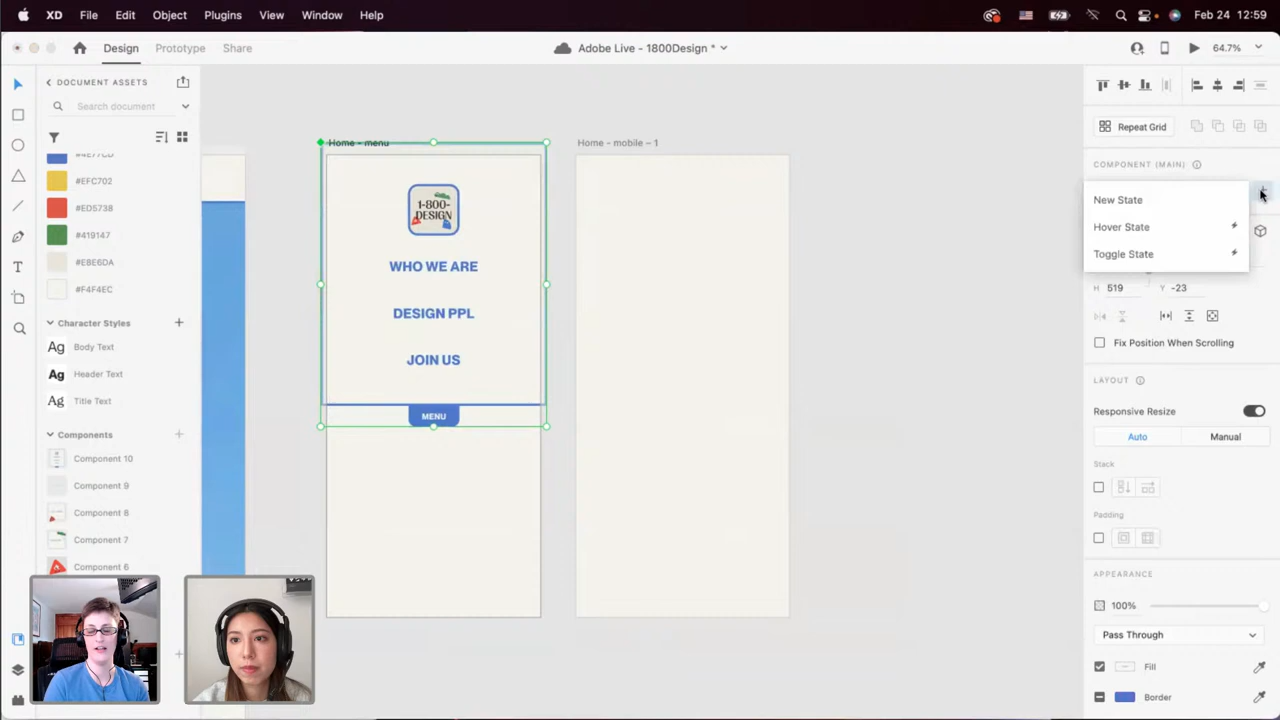 XD File Edit Object Plugins View Window Help
Feb 24 12:59
Design Prototype Share
Adobe Live - 1800Design *
64.7%
DOCUMENT ASSETS
Search document
#4E77CD
#EFC702
#ED5738
#419147
#E8E6DA
#F4F4EC
Character Styles
Ag Body Text
Ag Header Text
Ag Title Text
Components
Component 10
Component 9
Component 8
Component 7
Component 6
Home - menu
1-800-
DESIGN
WHO WE ARE
DESIGN PPL
JOIN US
MENU
Home - mobile – 1
Repeat Grid
COMPONENT (MAIN)
New State
Hover State
Toggle State
H 519 Y -23
Fix Position When Scrolling
LAYOUT
Responsive Resize
Auto Manual
Stack
Padding
APPEARANCE
100%
Pass Through
Fill
Border